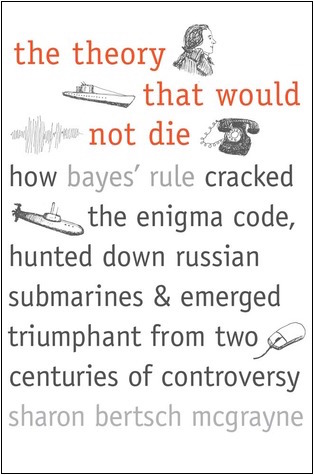 the theory
that would
not die
how bayes' rule cracked
the enigma code,
hunted down russian
submarines & emerged
triumphant from two
centuries of controversy
sharon bertsch mcgrayne